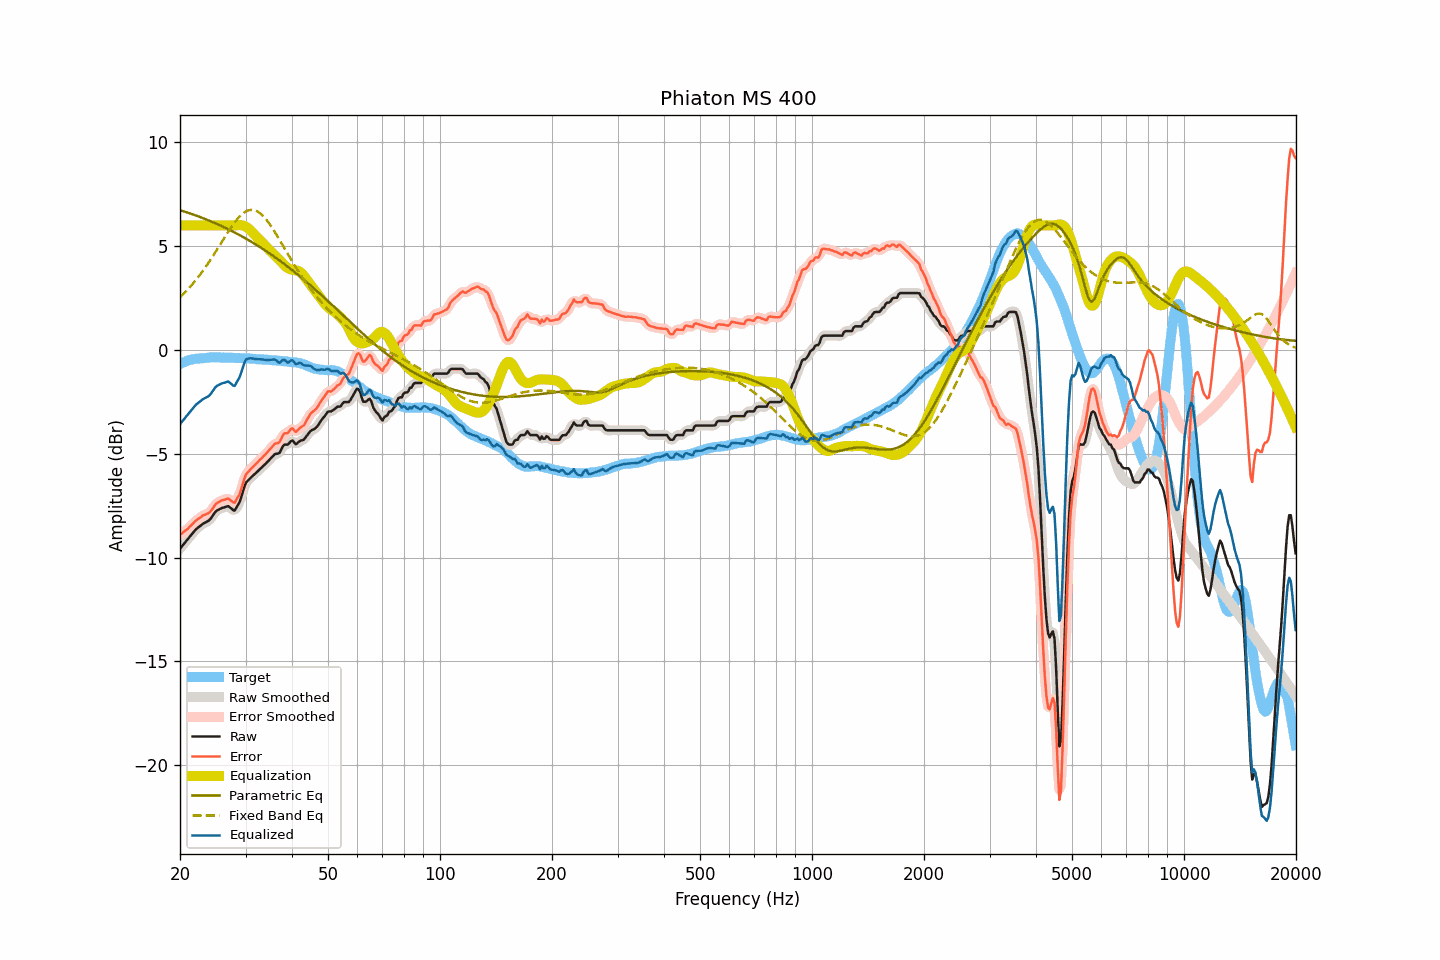 Phiaton MS 400
10
5
0
−5
−10
−15
−20
Amplitude (dBr)
Target
Raw Smoothed
Error Smoothed
Raw
Error
Equalization
Parametric Eq
Fixed Band Eq
Equalized
20 50 100 200 500 1000 2000 5000 10000 20000
Frequency (Hz)